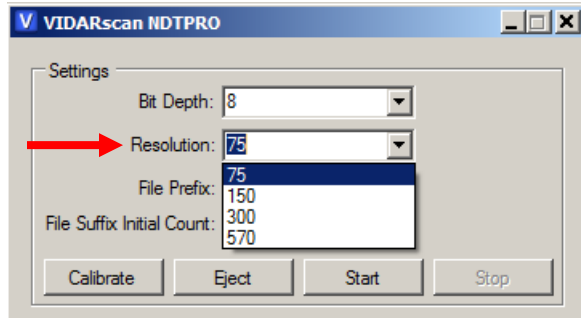 V VIDARscan NDTPRO
Settings
Bit Depth: 8
Resolution: 75
75
File Prefix:
150
File Suffix Initial Count:
300
570
Calibrate Eject Start Stop